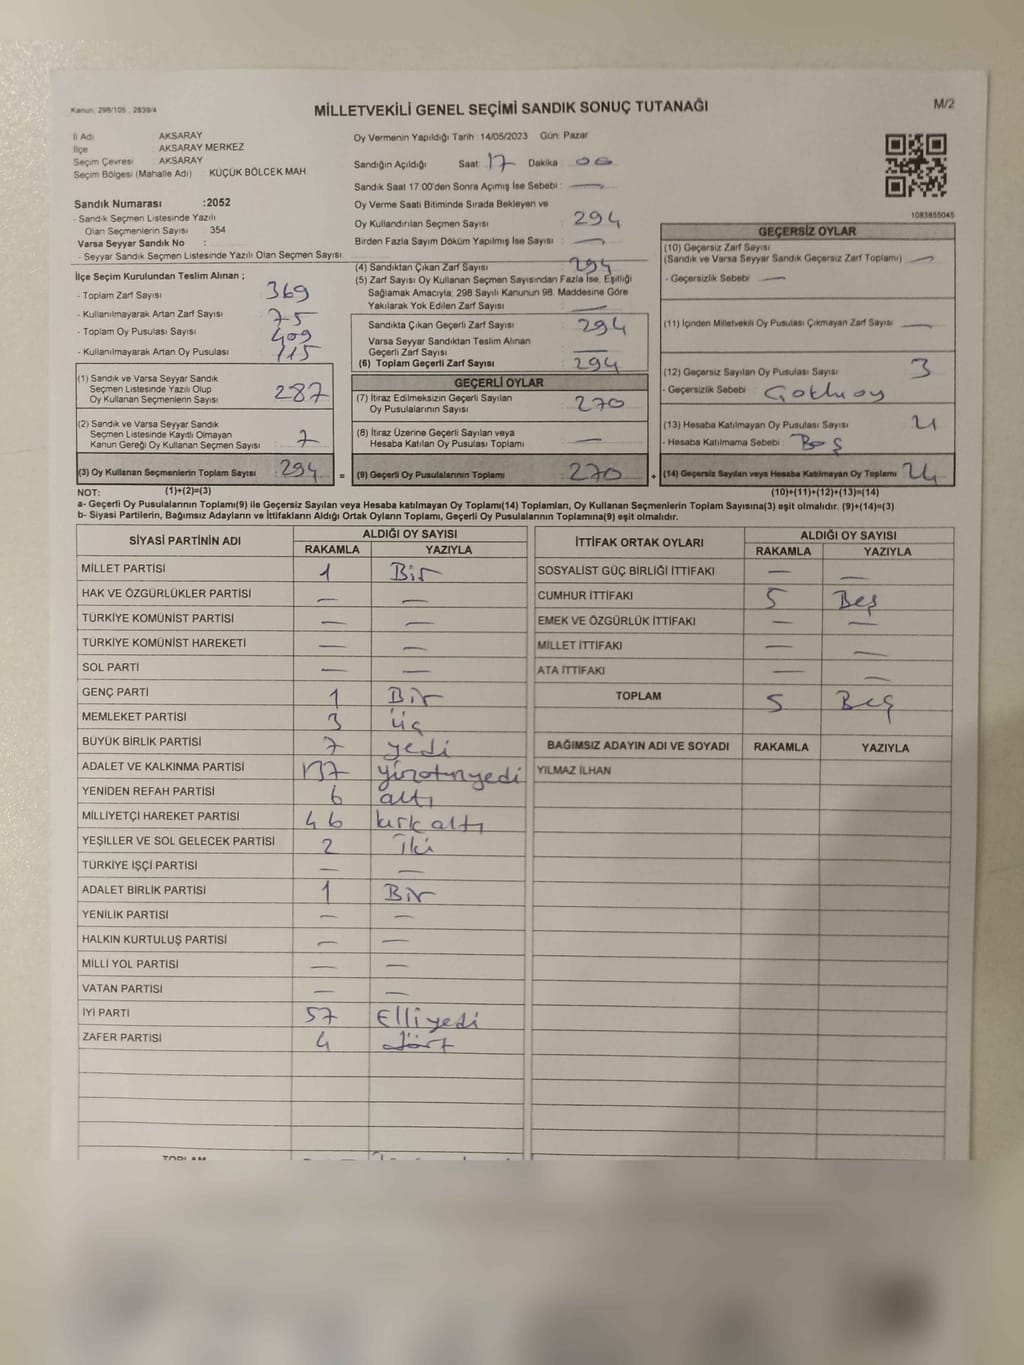 Kanun: 298/105 , 2839/4
MİLLETVEKİLİ GENEL SEÇİMİ SANDIK SONUÇ TUTANAĞI
M/2
İl Adı AKSARAY
İlçe AKSARAY MERKEZ
Seçim Çevresi AKSARAY
Seçim Bölgesi (Mahalle Adı) KÜÇÜK BÖLCEK MAH.
Sandık Numarası :2052
- Sandık Seçmen Listesinde Yazılı
Olan Seçmenlerin Sayısı : 354
Varsa Seyyar Sandık No :
- Seyyar Sandık Seçmen Listesinde Yazılı Olan Seçmen Sayısı:
İlçe Seçim Kurulundan Teslim Alınan ;
- Toplam Zarf Sayısı : 369
- Kullanılmayarak Artan Zarf Sayısı : 75
- Toplam Oy Pusulası Sayısı : 409
- Kullanılmayarak Artan Oy Pusulası : 115
(1) Sandık ve Varsa Seyyar Sandık
Seçmen Listesinde Yazılı Olup
Oy Kullanan Seçmenlerin Sayısı : 287
(2) Sandık ve Varsa Seyyar Sandık
Seçmen Listesinde Kayıtlı Olmayan
Kanun Gereği Oy Kullanan Seçmen Sayısı : 7
(3) Oy Kullanan Seçmenlerin Toplam Sayısı : 294 =
Oy Vermenin Yapıldığı Tarih : 14/05/2023 Gün: Pazar
Sandığın Açıldığı Saat: 17 Dakika : 00
Sandık Saat 17:00'den Sonra Açımış İse Sebebi : —
Oy Verme Saati Bitiminde Sırada Bekleyen ve
Oy Kullandırılan Seçmen Sayısı : 294
Birden Fazla Sayım Döküm Yapılmış İse Sayısı : —
(4) Sandıktan Çıkan Zarf Sayısı : 294
(5) Zarf Sayısı Oy Kullanan Seçmen Sayısından Fazla İse, Eşitliği
Sağlamak Amacıyla, 298 Sayılı Kanunun 98. Maddesine Göre
Yakılarak Yok Edilen Zarf Sayısı : —
Sandıkta Çıkan Geçerli Zarf Sayısı : 294
Varsa Seyyar Sandıktan Teslim Alınan
Geçerli Zarf Sayısı : —
(6) Toplam Geçerli Zarf Sayısı : 294
GEÇERLİ OYLAR
(7) İtiraz Edilmeksizin Geçerli Sayılan
Oy Pusulalarının Sayısı : 270
(8) İtiraz Üzerine Geçerli Sayılan veya
Hesaba Katılan Oy Pusulası Toplamı : —
(9) Geçerli Oy Pusulalarının Toplamı : 270 +
1083855045
GEÇERSİZ OYLAR
(10) Geçersiz Zarf Sayısı
(Sandık ve Varsa Seyyar Sandık Geçersiz Zarf Toplamı) : —
- Geçersizlik Sebebi : —
(11) İçinden Milletvekili Oy Pusulası Çıkmayan Zarf Sayısı : —
(12) Geçersiz Sayılan Oy Pusulası Sayısı : 3
- Geçersizlik Sebebi :
(13) Hesaba Katılmayan Oy Pusulası Sayısı : 21
- Hesaba Katılmama Sebebi : Boş
(14) Geçersiz Sayılan veya Hesaba Katılmayan Oy Toplamı : 24
NOT: (1)+(2)=(3) (10)+(11)+(12)+(13)=(14)
a- Geçerli Oy Pusulalarının Toplamı(9) ile Geçersiz Sayılan veya Hesaba katılmayan Oy Toplamı(14) Toplamları, Oy Kullanan Seçmenlerin Toplam Sayısına(3) eşit olmalıdır. (9)+(14)=(3)
b- Siyasi Partilerin, Bağımsız Adayların ve İttifakların Aldığı Ortak Oyların Toplamı, Geçerli Oy Pusulalarının Toplamına(9) eşit olmalıdır.
SİYASİ PARTİNİN ADI ALDIĞI OY SAYISI
RAKAMLA YAZIYLA
MİLLET PARTİSİ 1 Bir
HAK VE ÖZGÜRLÜKLER PARTİSİ — —
TÜRKİYE KOMÜNİST PARTİSİ — —
TÜRKİYE KOMÜNİST HAREKETİ — —
SOL PARTİ — —
GENÇ PARTİ 1 Bir
MEMLEKET PARTİSİ 3 üç
BÜYÜK BİRLİK PARTİSİ 7 yedi
ADALET VE KALKINMA PARTİSİ 137 yüzotuzyedi
YENİDEN REFAH PARTİSİ 6 altı
MİLLİYETÇİ HAREKET PARTİSİ 46 kırk altı
YEŞİLLER VE SOL GELECEK PARTİSİ 2 İki
TÜRKİYE İŞÇİ PARTİSİ — —
ADALET BİRLİK PARTİSİ 1 Bir
YENİLİK PARTİSİ — —
HALKIN KURTULUŞ PARTİSİ — —
MİLLİ YOL PARTİSİ — —
VATAN PARTİSİ — —
İYİ PARTİ 57 Elliyedi
ZAFER PARTİSİ 4 dört
TOPLAM
İTTİFAK ORTAK OYLARI ALDIĞI OY SAYISI
RAKAMLA YAZIYLA
SOSYALİST GÜÇ BİRLİĞİ İTTİFAKI — —
CUMHUR İTTİFAKI 5 Beş
EMEK VE ÖZGÜRLÜK İTTİFAKI — —
MİLLET İTTİFAKI — —
ATA İTTİFAKI — —
TOPLAM 5 Beş
BAĞIMSIZ ADAYIN ADI VE SOYADI RAKAMLA YAZIYLA
YILMAZ İLHAN